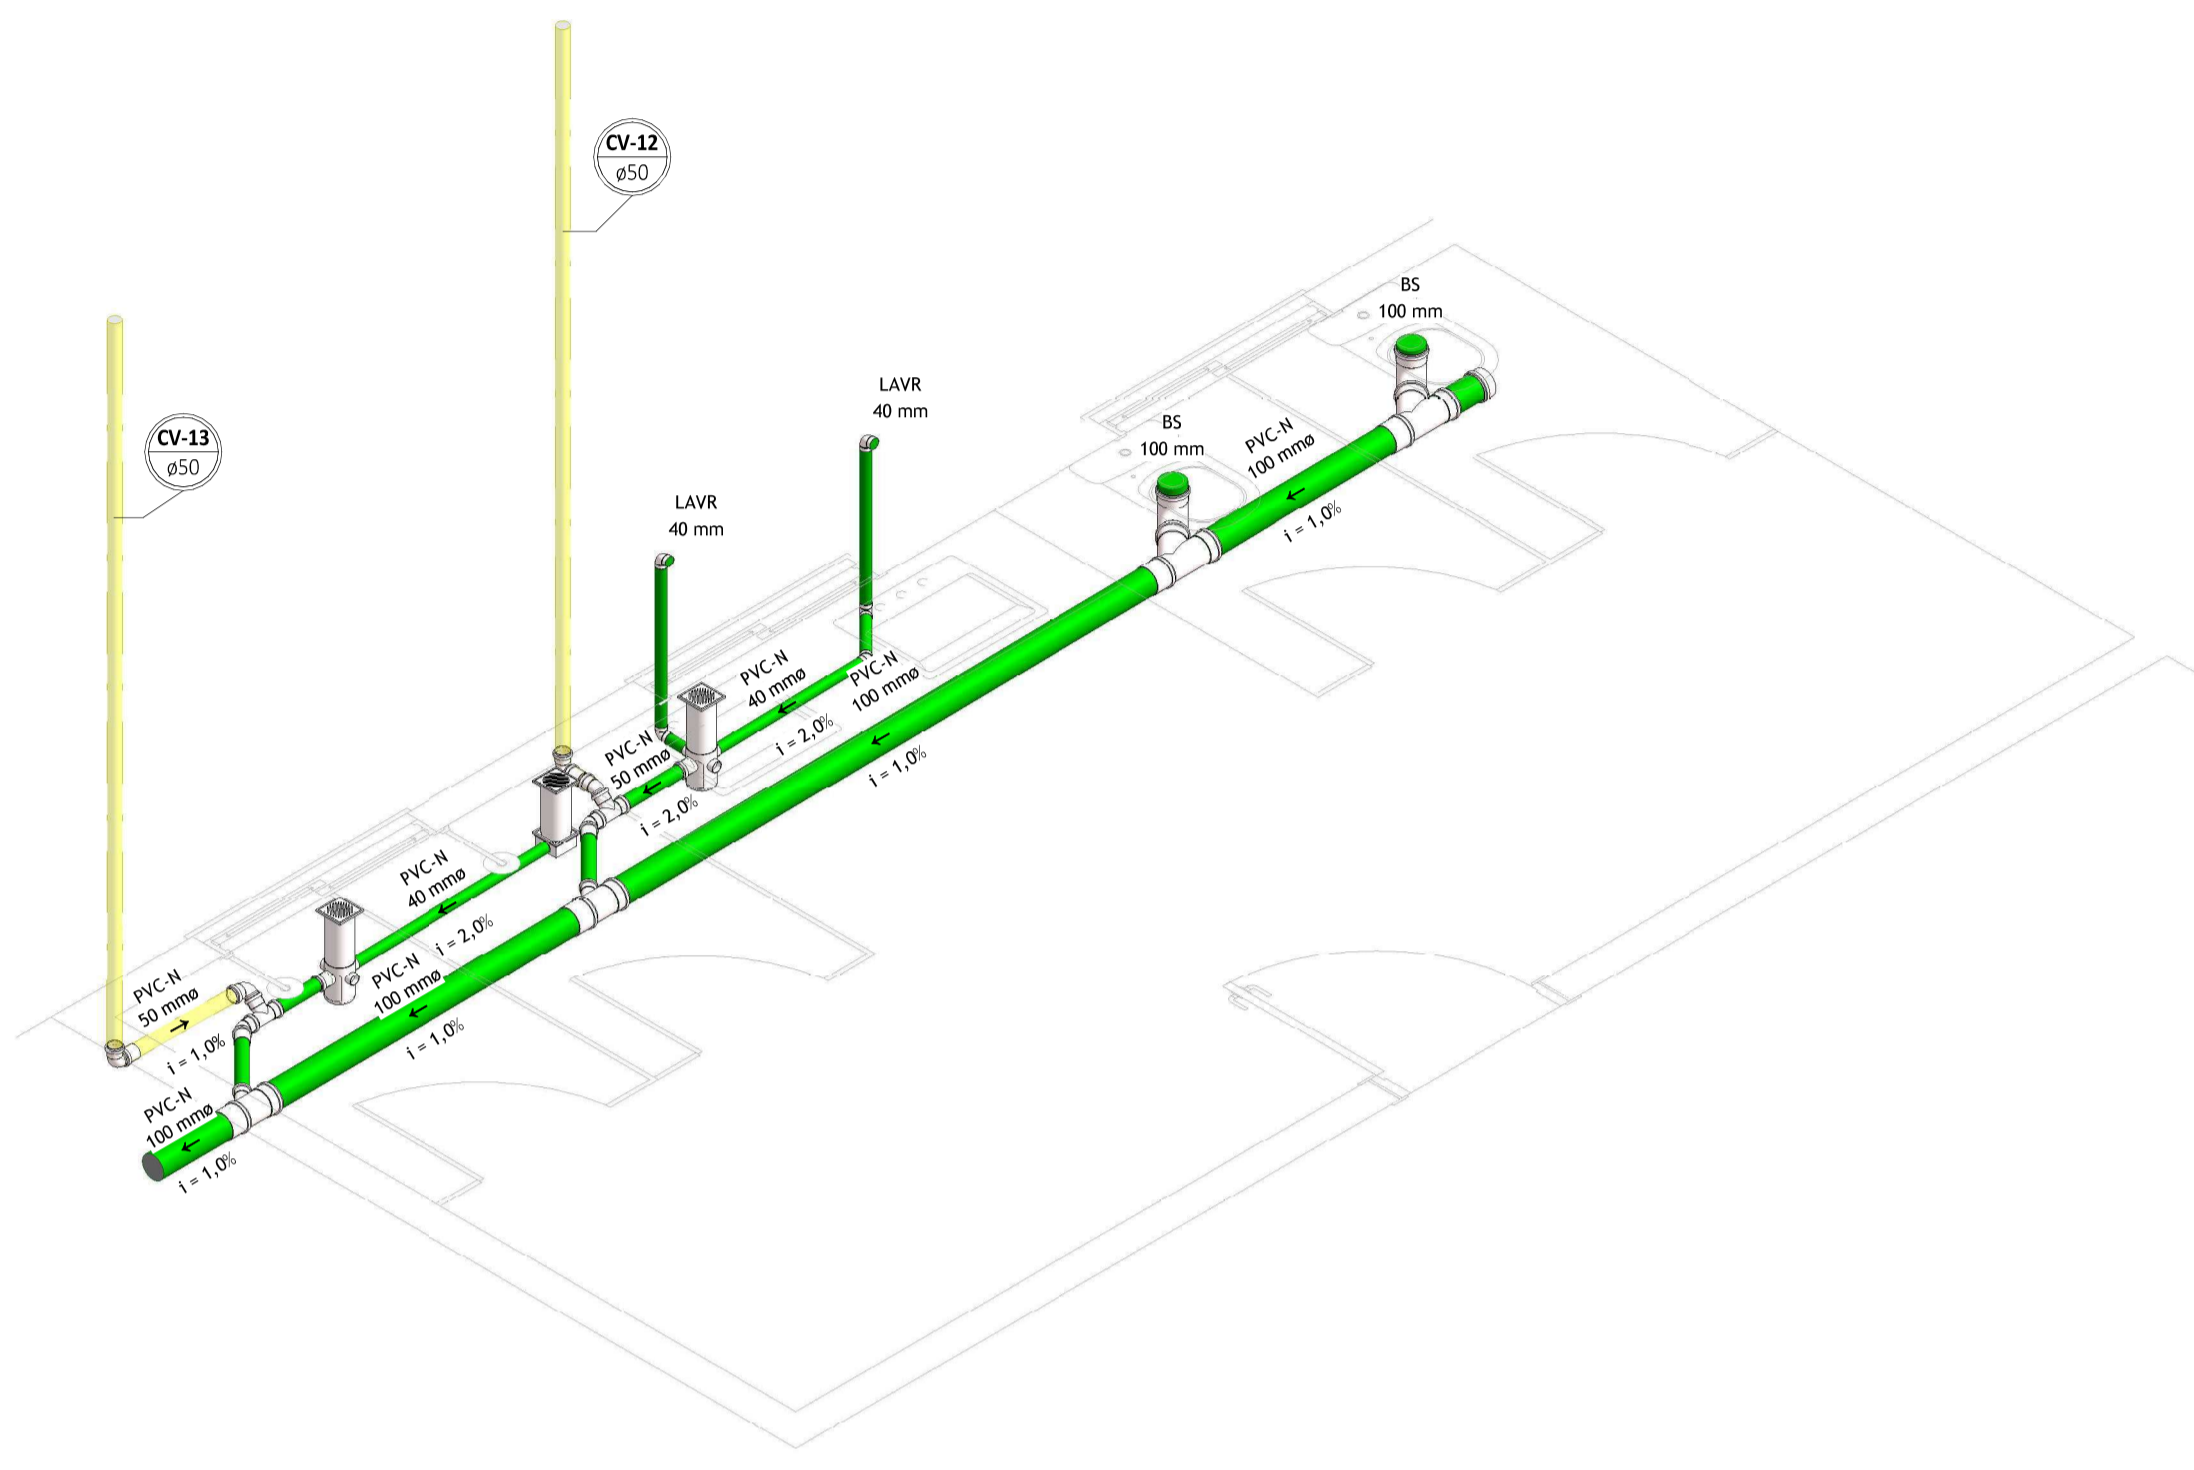 CV-12
ø50
BS
100 mm
LAVR
40 mm
CV-13
ø50
BS
100 mm
PVC-N
100 mmø
i = 1,0%
LAVR
40 mm
PVC-N
40 mmø
i = 2,0%
PVC-N
100 mmø
i = 1,0%
PVC-N
50 mmø
i = 2,0%
PVC-N
40 mmø
i = 2,0%
PVC-N
100 mmø
i = 1,0%
PVC-N
50 mmø
i = 1,0%
PVC-N
100 mmø
i = 1,0%